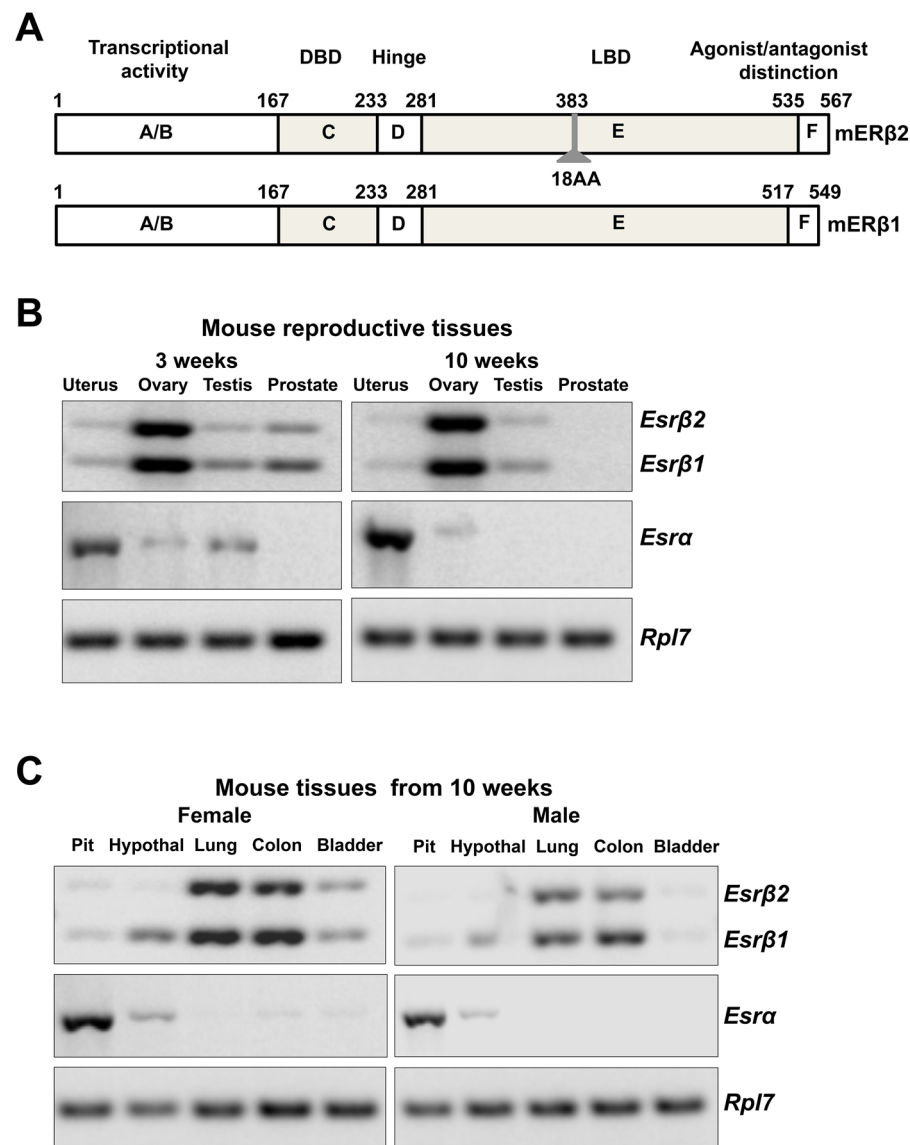 A
Transcriptional activity DBD Hinge LBD Agonist/antagonist distinction
1 167 233 281 383 535 567
A/B C D E F mERβ2
18AA
1 167 233 281 517 549
A/B C D E F mERβ1
B
Mouse reproductive tissues
3 weeks 10 weeks
Uterus Ovary Testis Prostate Uterus Ovary Testis Prostate
Esrβ2
Esrβ1
Esrα
Rpl7
C
Mouse tissues from 10 weeks
Female Male
Pit Hypothal Lung Colon Bladder Pit Hypothal Lung Colon Bladder
Esrβ2
Esrβ1
Esrα
Rpl7